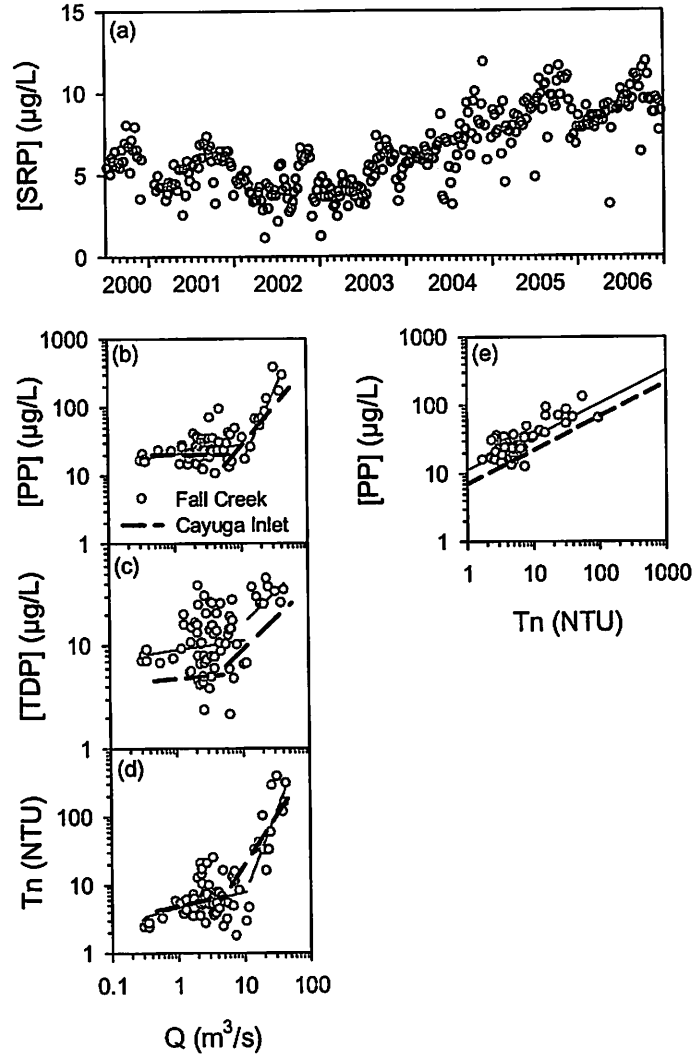 15
(a)
10
5
0
[SRP] (µg/L)
2000 2001 2002 2003 2004 2005 2006
1000
(b)
100
10
1
[PP] (µg/L)
Fall Creek
Cayuga Inlet
(c)
10
1
[TDP] (µg/L)
(d)
100
10
1
Tn (NTU)
0.1 1 10 100
Q (m³/s)
1000
(e)
100
10
1
[PP] (µg/L)
1 10 100 1000
Tn (NTU)